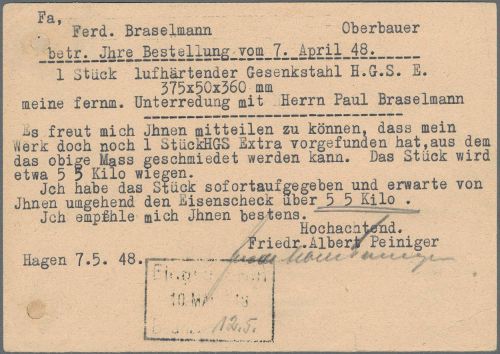 Fa,
Ferd. Braselmann Oberbauer
betr. Jhre Bestellung vom 7. April 48.
1 Stück lufhärtender Gesenkstahl H.G.S. E.
375x50x360 mm
meine fernm. Unterredung mit Herrn Paul Braselmann
Es freut mich Jhnen mitteilen zu können, dass mein
Werk doch noch 1 StückHGS Extra vorgefunden hat,aus dem
das obige Mass geschmiedet werden kann. Das Stück wird
etwa 5 5 Kilo wiegen.
Jch habe das Stück sofortaufgegeben und erwarte von
Jhnen umgehend den Eisenscheck über 5 5 Kilo .
Jch empfehle mich Jhnen bestens.
Hochachtend.
Friedr.Albert Peiniger
Hagen 7.5. 48.
12.5.